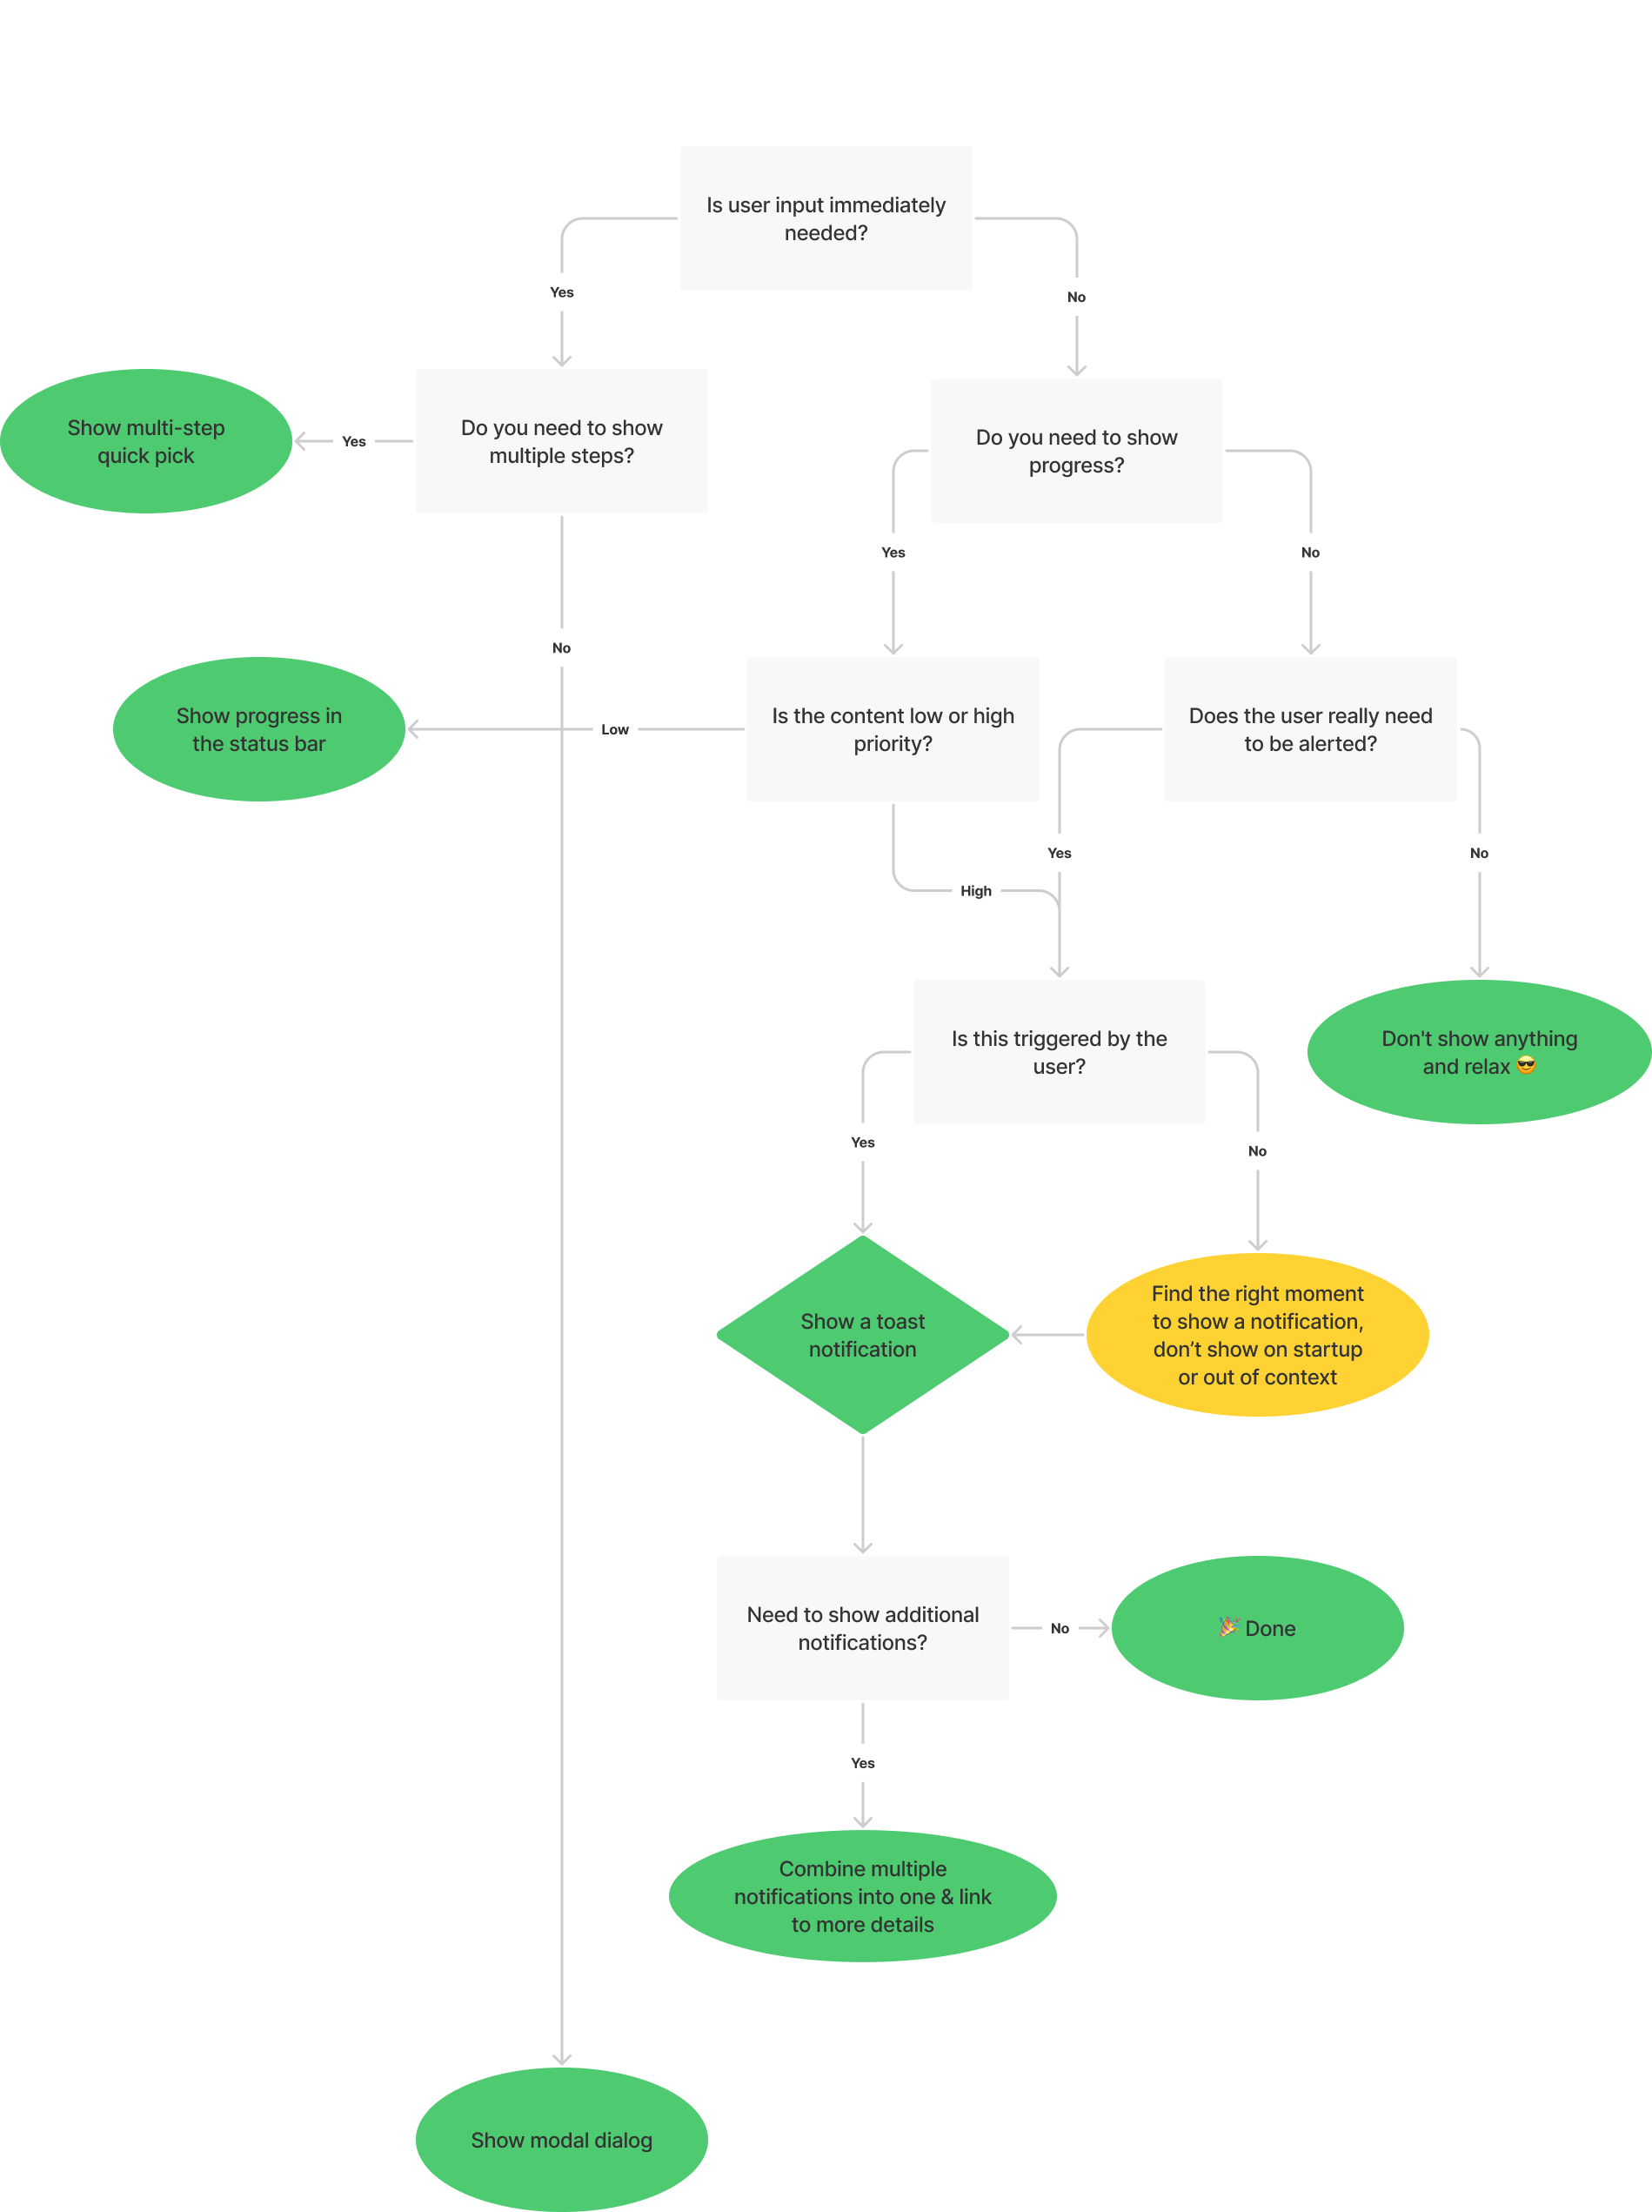 Is user input immediately
needed?
Yes
No
Show multi-step
quick pick
Yes
Do you need to show
multiple steps?
Do you need to show
progress?
Yes
No
No
Show progress in
the status bar
Low
Is the content low or high
priority?
Does the user really need
to be alerted?
Yes
No
High
Is this triggered by the
user?
Don't show anything
and relax 😎
Yes
No
Show a toast
notification
Find the right moment
to show a notification,
don’t show on startup
or out of context
Need to show additional
notifications?
No
🎉 Done
Yes
Combine multiple
notifications into one & link
to more details
Show modal dialog